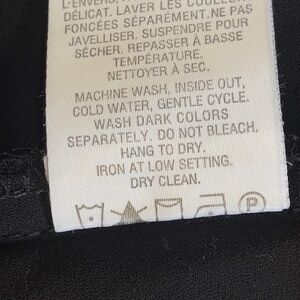 L'ENVERS,
DÉLICAT. LAVER LES COULEURS
FONCÉES SÉPARÉMENT. NE PAS
JAVELLISER. SUSPENDRE POUR
SÉCHER. REPASSER À BASSE
TEMPÉRATURE.
NETTOYER À SEC.
MACHINE WASH, INSIDE OUT,
COLD WATER, GENTLE CYCLE.
WASH DARK COLORS
SEPARATELY. DO NOT BLEACH.
HANG TO DRY.
IRON AT LOW SETTING.
DRY CLEAN.
P